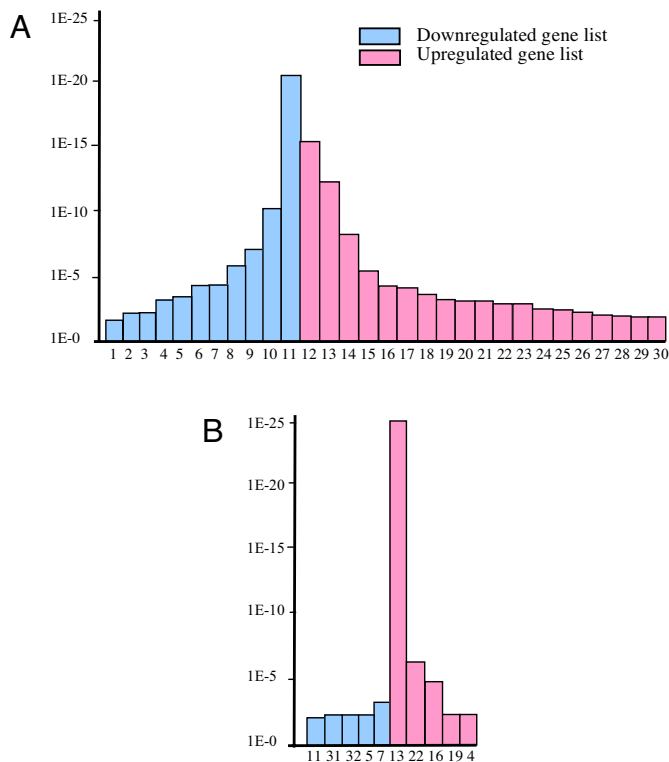 A
1E-25
1E-20
1E-15
1E-10
1E-5
1E-0
Downregulated gene list
Upregulated gene list
1 2 3 4 5 6 7 8 9 10 11 12 13 14 15 16 17 18 19 20 21 22 23 24 25 26 27 28 29 30
B
1E-25
1E-20
1E-15
1E-10
1E-5
1E-0
11 31 32 5 7 13 22 16 19 4